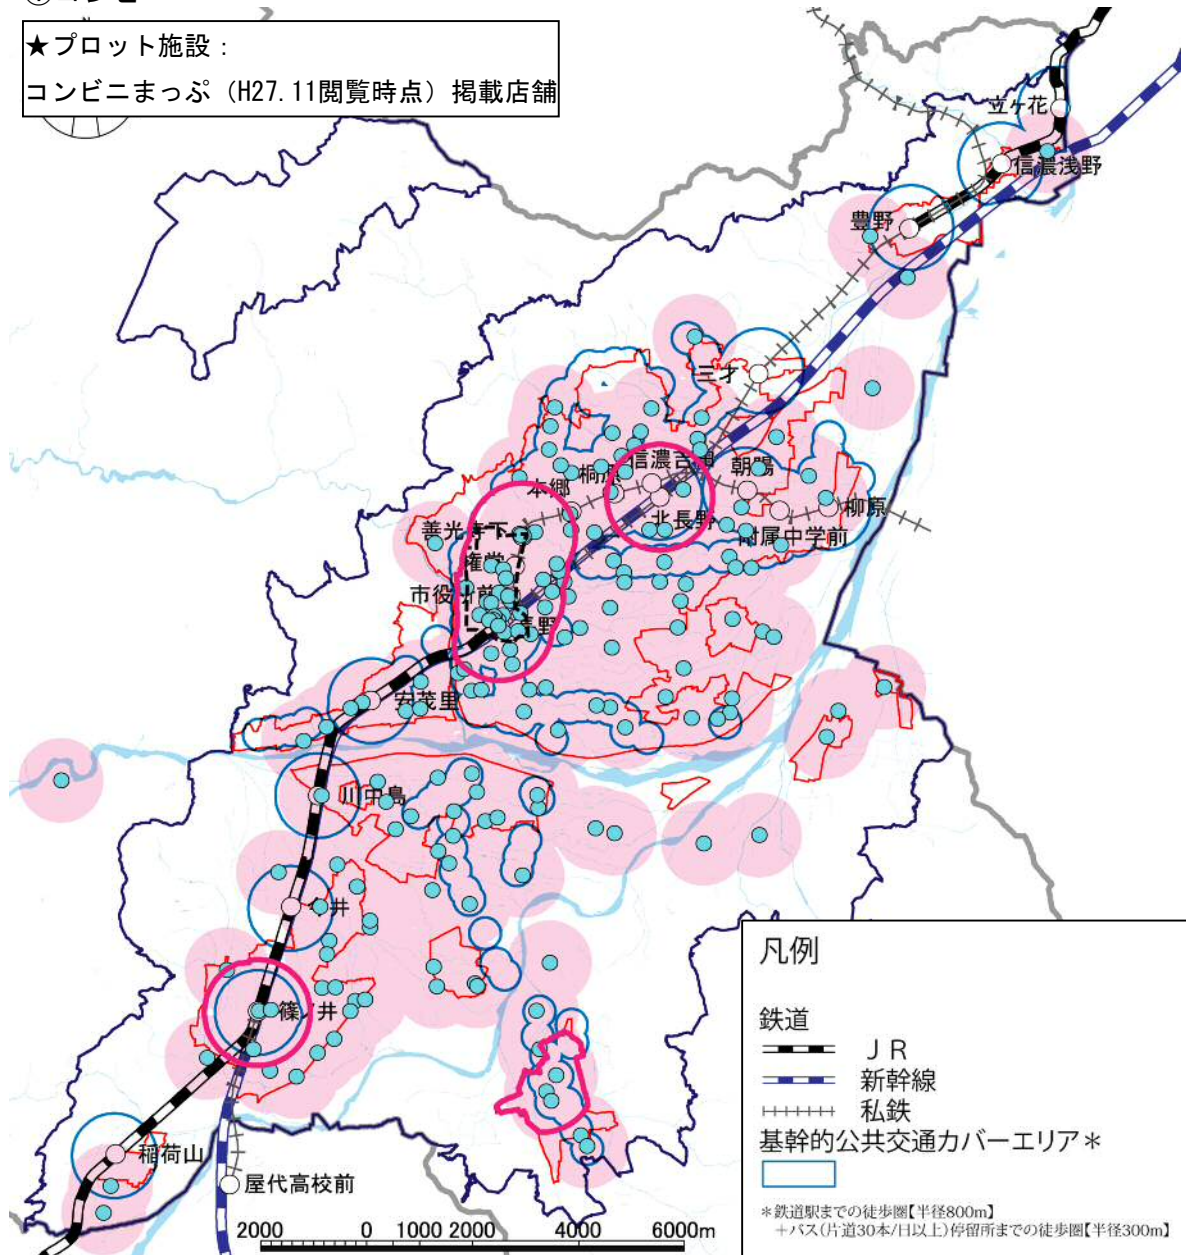 ★プロット施設：
コンビニまっぷ（H27.11閲覧時点）掲載店舗
立ヶ花
信濃浅野
豊野
三才
信濃吉田
朝陽
桐原
本郷
北長野
柳原
附属中学前
善光寺下
権堂
市役所前
長野
安茂里
川中島
今井
篠ノ井
稲荷山
屋代高校前
2000 0 1000 2000 4000 6000m
凡例
鉄道
ＪＲ
新幹線
私鉄
基幹的公共交通カバーエリア＊
＊鉄道駅までの徒歩圏【半径800m】
＋バス（片道30本/日以上）停留所までの徒歩圏【半径300m】